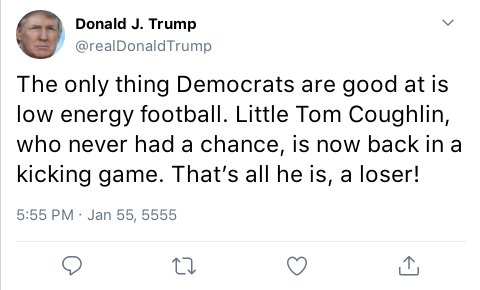 Donald J. Trump
@realDonaldTrump
The only thing Democrats are good at is
low energy football. Little Tom Coughlin,
who never had a chance, is now back in a
kicking game. That's all he is, a loser!
5:55 PM · Jan 55, 5555